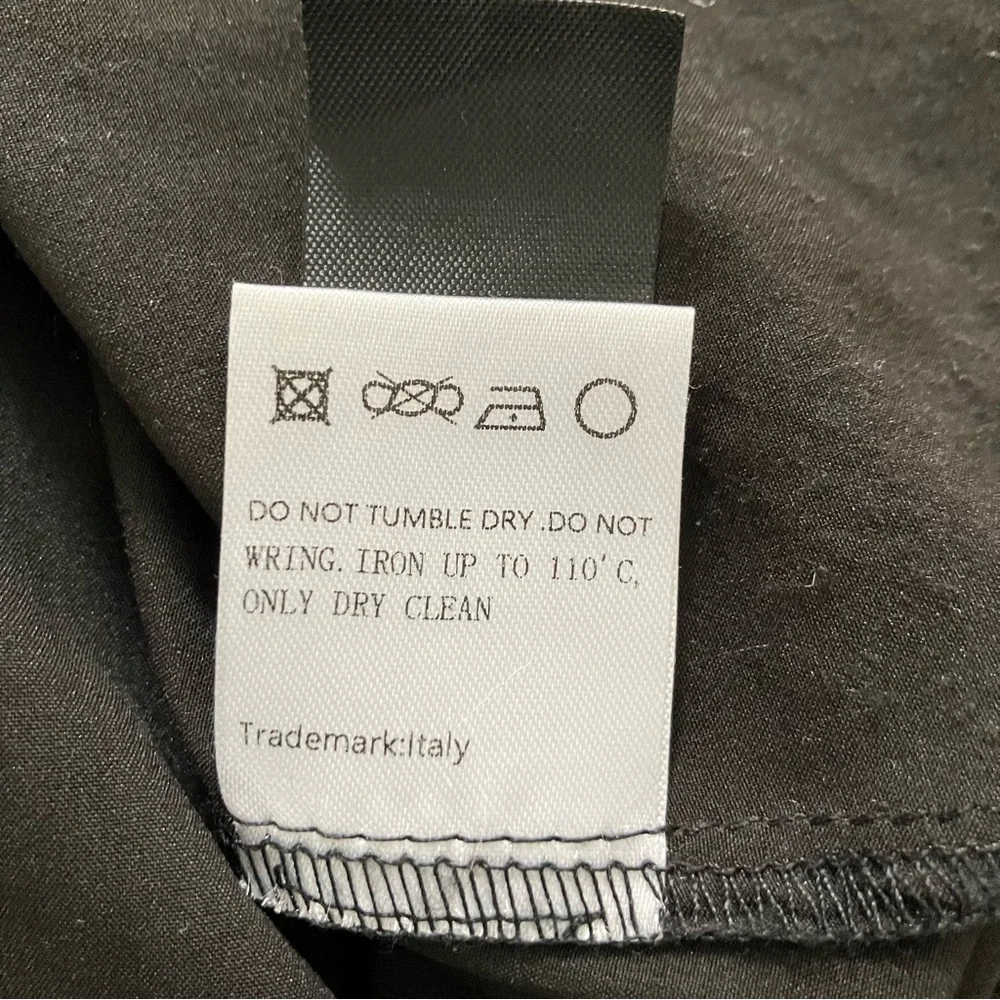 DO NOT TUMBLE DRY .DO NOT
WRING. IRON UP TO 110'C,
ONLY DRY CLEAN
Trademark:Italy